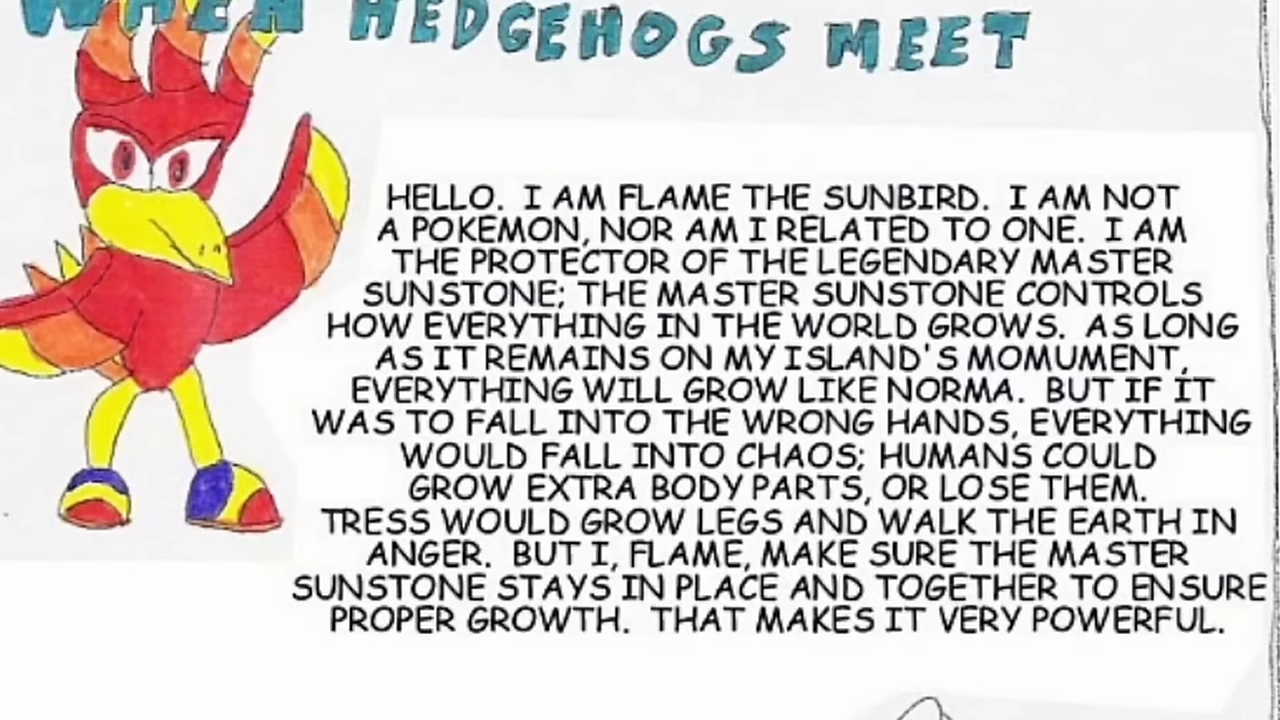 WHEN HEDGEHOGS MEET
HELLO. I AM FLAME THE SUNBIRD. I AM NOT
A POKEMON, NOR AM I RELATED TO ONE. I AM
THE PROTECTOR OF THE LEGENDARY MASTER
SUNSTONE; THE MASTER SUNSTONE CONTROLS
HOW EVERYTHING IN THE WORLD GROWS. AS LONG
AS IT REMAINS ON MY ISLAND'S MOMUMENT,
EVERYTHING WILL GROW LIKE NORMA. BUT IF IT
WAS TO FALL INTO THE WRONG HANDS, EVERYTHING
WOULD FALL INTO CHAOS; HUMANS COULD
GROW EXTRA BODY PARTS, OR LOSE THEM.
TRESS WOULD GROW LEGS AND WALK THE EARTH IN
ANGER. BUT I, FLAME, MAKE SURE THE MASTER
SUNSTONE STAYS IN PLACE AND TOGETHER TO ENSURE
PROPER GROWTH. THAT MAKES IT VERY POWERFUL.